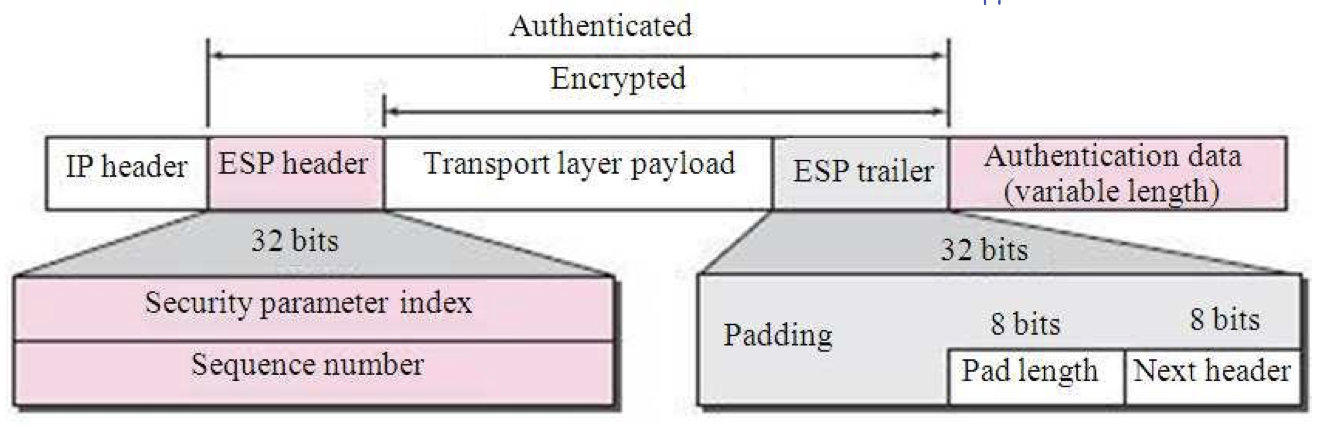 Authenticated
Encrypted
IP header
ESP header
Transport layer payload
ESP trailer
Authentication data
(variable length)
32 bits
Security parameter index
Sequence number
32 bits
Padding
8 bits
8 bits
Pad length
Next header